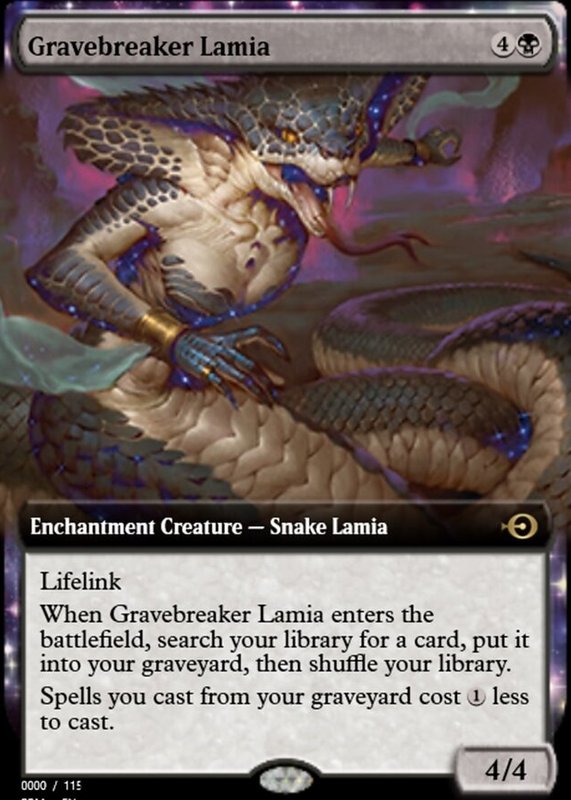 Gravebreaker Lamia 4
Enchantment Creature — Snake Lamia
Lifelink
When Gravebreaker Lamia enters the
battlefield, search your library for a card, put it
into your graveyard, then shuffle your library.
Spells you cast from your graveyard cost 1 less
to cast.
4/4
0000 / 115